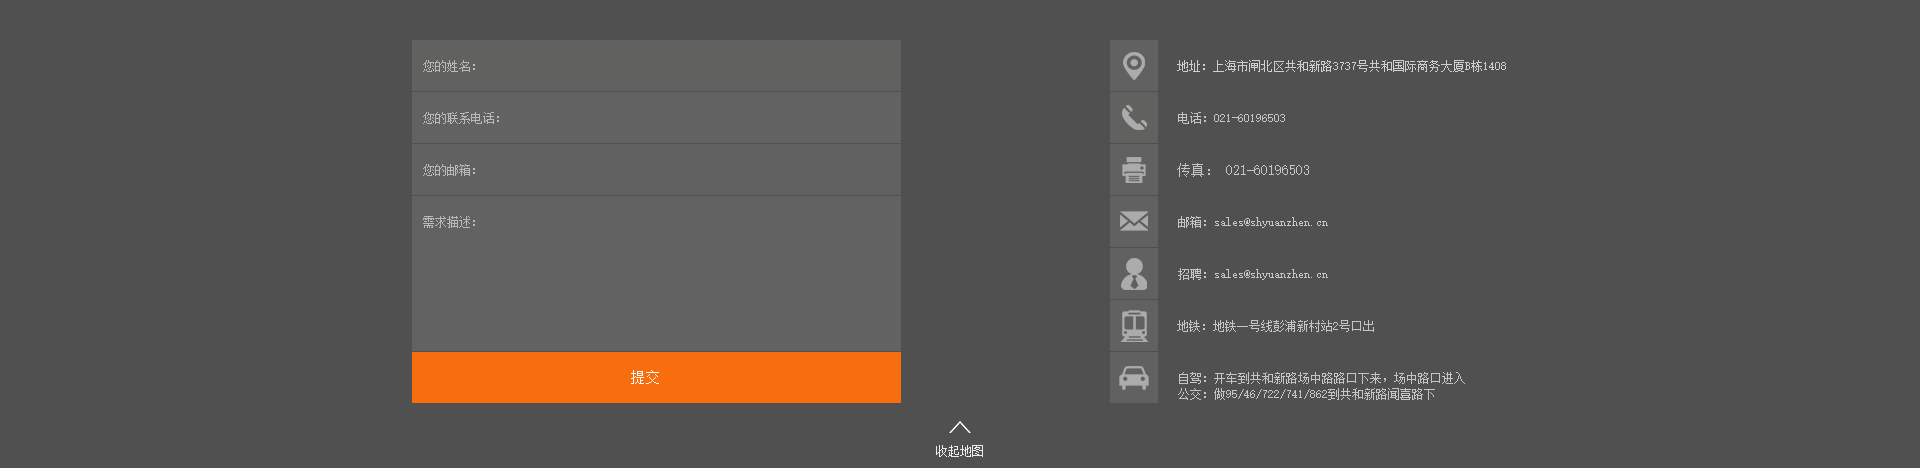 您的姓名:
您的联系电话:
您的邮箱:
需求描述:
提交
地址: 上海市闸北区共和新路3737号共和国际商务大厦B栋1408
电话: 021-60196503
传真: 021-60196503
邮箱: sales@shyuanzhen.cn
招聘: sales@shyuanzhen.cn
地铁: 地铁一号线彭浦新村站2号口出
自驾: 开车到共和新路场中路路口下来，场中路口进入
公交: 做95/46/722/741/862到共和新路闻喜路下
收起地图